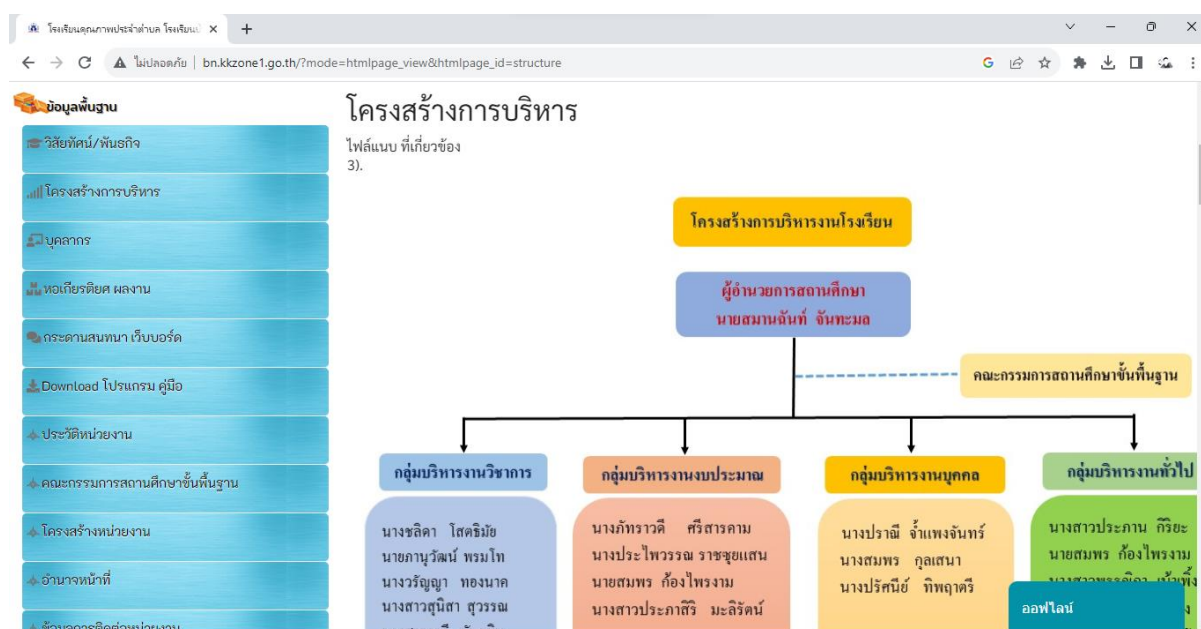 โรงเรียนคุณภาพประจำตำบล โรงเรียน
ไม่ปลอดภัย
bn.kkzone1.go.th/?mode=htmlpage_view&htmlpage_id=structure
ข้อมูลพื้นฐาน
วิสัยทัศน์/พันธกิจ
โครงสร้างการบริหาร
บุคลากร
หอเกียรติยศ ผลงาน
กระดานสนทนา เว็บบอร์ด
Download โปรแกรม คู่มือ
ประวัติหน่วยงาน
คณะกรรมการสถานศึกษาขั้นพื้นฐาน
โครงสร้างหน่วยงาน
อำนาจหน้าที่
ข้อมูลการติดต่อหน่วยงาน
โครงสร้างการบริหาร
ไฟล์แนบ ที่เกี่ยวข้อง
3).
โครงสร้างการบริหารงานโรงเรียน
ผู้อำนวยการสถานศึกษา
นายสมานฉันท์ จันทะมล
คณะกรรมการสถานศึกษาขั้นพื้นฐาน
กลุ่มบริหารงานวิชาการ
นางชลิดา โสดธิมัย
นายภานุวัฒน์ พรมโท
นางวรัญญา ทองนาค
นางสาวสุนิสา สุวรรณ
กลุ่มบริหารงานงบประมาณ
นางภัทราวดี ศรีสารคาม
นางประไพวรรณ ราชชุยแสน
นายสมพร ก้องไพรงาม
นางสาวประภาสิริ มะลิรัตน์
กลุ่มบริหารงานบุคคล
นางปราณี จ้ำแพงจันทร์
นางสมพร กุลเสนา
นางปรัศนีย์ ทิพฤาตรี
กลุ่มบริหารงานทั่วไป
นางสาวประภาน กิริยะ
นายสมพร ก้องไพรงาม
ออฟไลน์